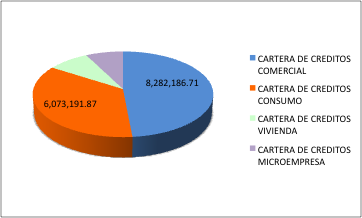 8,282,186.71
6,073,191.87
CARTERA DE CREDITOS
COMERCIAL
CARTERA DE CREDITOS
CONSUMO
CARTERA DE CREDITOS
VIVIENDA
CARTERA DE CREDITOS
MICROEMPRESA